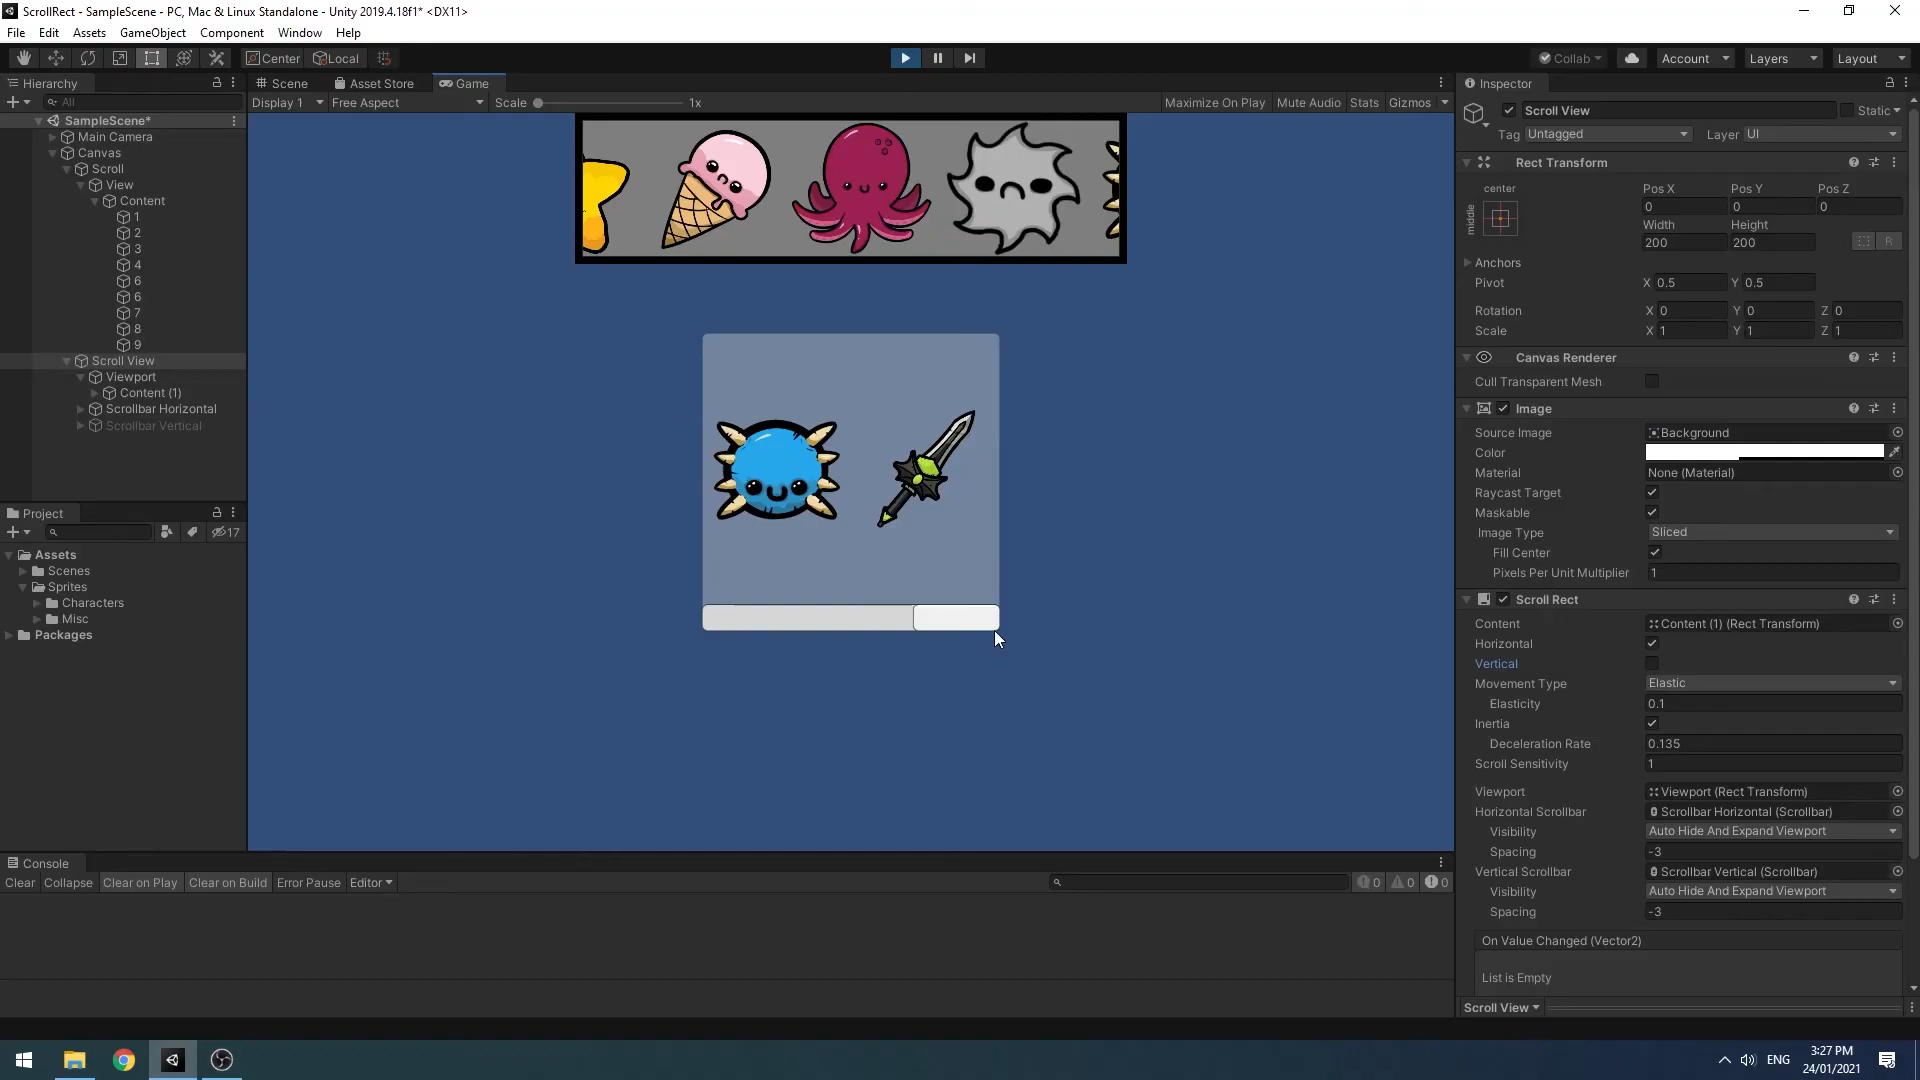 ScrollRect - SampleScene - PC, Mac & Linux Standalone - Unity 2019.4.18f1* <DX11>
File Edit Assets GameObject Component Window Help
Center Local Collab Account Layers Layout
Hierarchy
All
SampleScene*
Main Camera
Canvas
Scroll
View
Content
1
2
3
4
6
6
7
8
9
Scroll View
Viewport
Content (1)
Scrollbar Horizontal
Scrollbar Vertical
Project
17
Assets
Scenes
Sprites
Characters
Misc
Packages
Scene Asset Store Game
Display 1 Free Aspect Scale 1x Maximize On Play Mute Audio Stats Gizmos
Console
Clear Collapse Clear on Play Clear on Build Error Pause Editor 0 0 0
Inspector
Scroll View Static
Tag Untagged Layer UI
Rect Transform
center
middle
Pos X Pos Y Pos Z
0 0 0
Width Height
200 200 R
Anchors
Pivot X 0.5 Y 0.5
Rotation X 0 Y 0 Z 0
Scale X 1 Y 1 Z 1
Canvas Renderer
Cull Transparent Mesh
Image
Source Image Background
Color
Material None (Material)
Raycast Target
Maskable
Image Type Sliced
Fill Center
Pixels Per Unit Multiplier 1
Scroll Rect
Content Content (1) (Rect Transform)
Horizontal
Vertical
Movement Type Elastic
Elasticity 0.1
Inertia
Deceleration Rate 0.135
Scroll Sensitivity 1
Viewport Viewport (Rect Transform)
Horizontal Scrollbar Scrollbar Horizontal (Scrollbar)
Visibility Auto Hide And Expand Viewport
Spacing -3
Vertical Scrollbar Scrollbar Vertical (Scrollbar)
Visibility Auto Hide And Expand Viewport
Spacing -3
On Value Changed (Vector2)
List is Empty
Scroll View
ENG
3:27 PM
24/01/2021